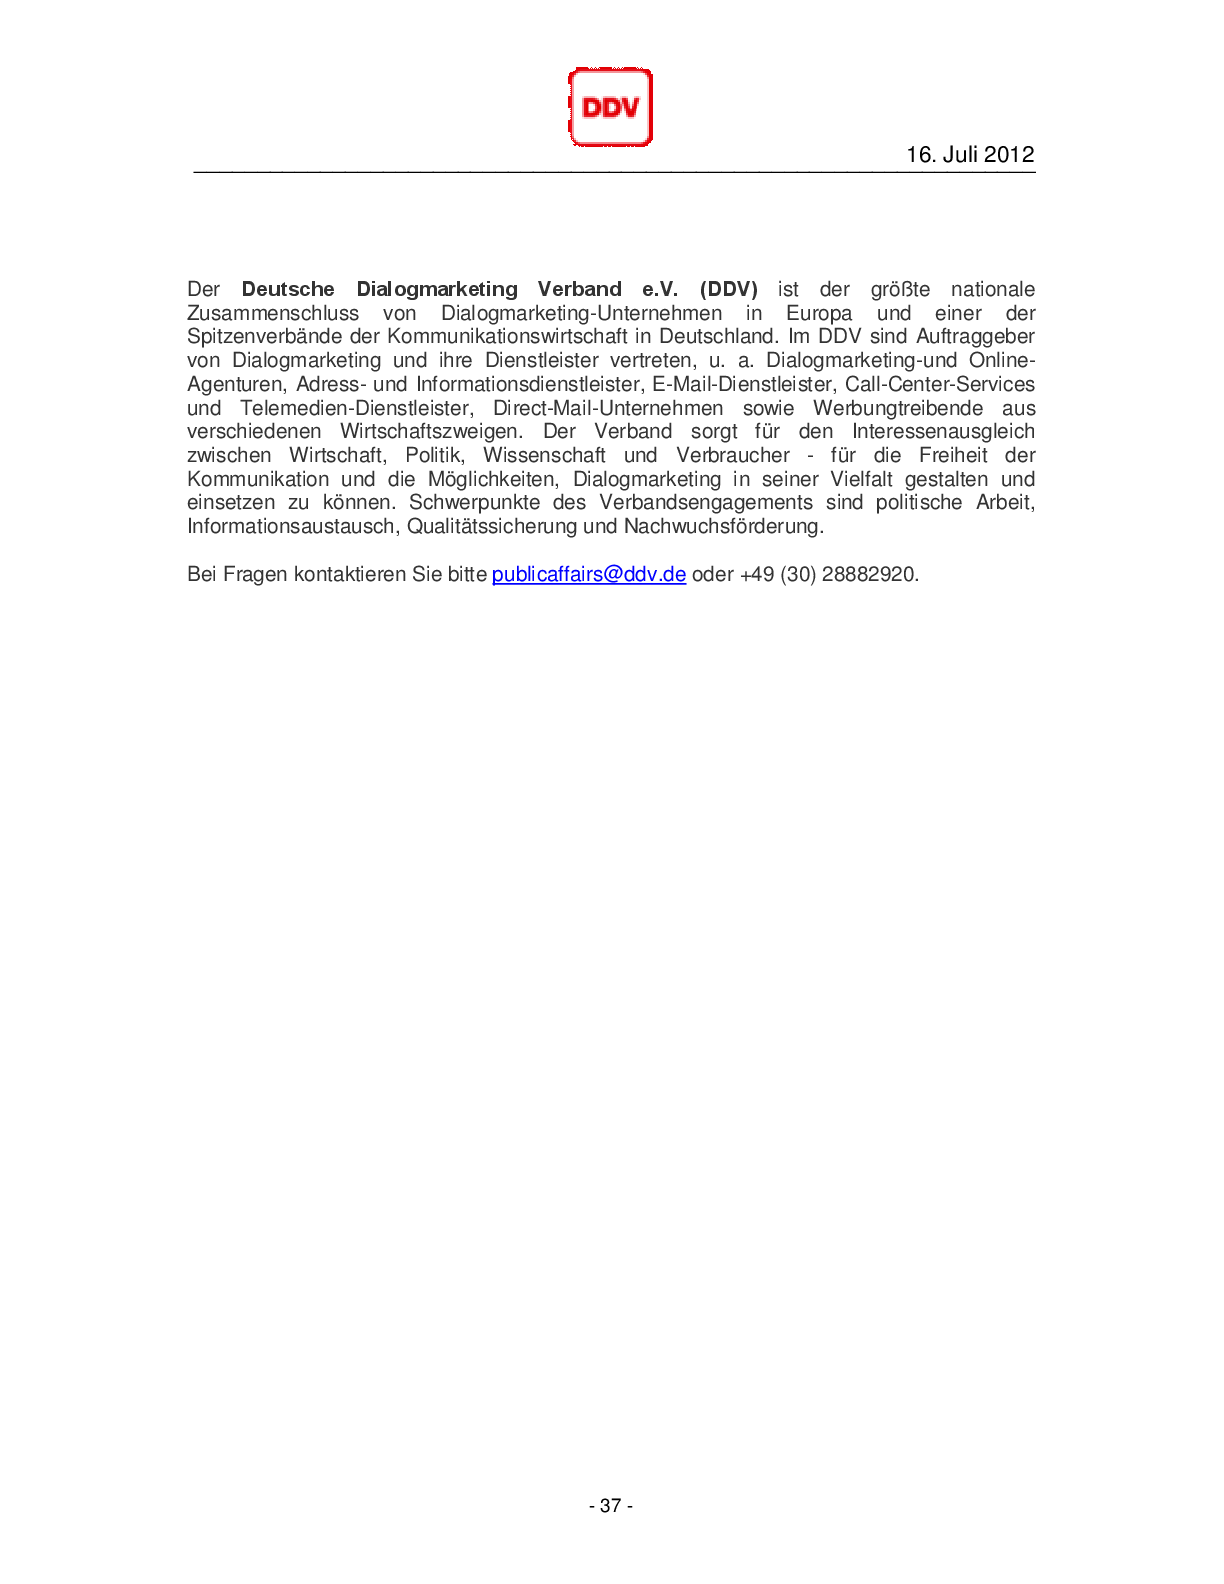 DDV
16. Juli 2012
Der Deutsche Dialogmarketing Verband e.V. (DDV) ist der größte nationale
Zusammenschluss von Dialogmarketing-Unternehmen in Europa und einer der
Spitzenverbände der Kommunikationswirtschaft in Deutschland. Im DDV sind Auftraggeber
von Dialogmarketing und ihre Dienstleister vertreten, u. a. Dialogmarketing-und Online-
Agenturen, Adress- und Informationsdienstleister, E-Mail-Dienstleister, Call-Center-Services
und Telemedien-Dienstleister, Direct-Mail-Unternehmen sowie Werbungtreibende aus
verschiedenen Wirtschaftszweigen. Der Verband sorgt für den Interessenausgleich
zwischen Wirtschaft, Politik, Wissenschaft und Verbraucher - für die Freiheit der
Kommunikation und die Möglichkeiten, Dialogmarketing in seiner Vielfalt gestalten und
einsetzen zu können. Schwerpunkte des Verbandsengagements sind politische Arbeit,
Informationsaustausch, Qualitätssicherung und Nachwuchsförderung.
Bei Fragen kontaktieren Sie bitte publicaffairs@ddv.de oder +49 (30) 28882920.
- 37 -